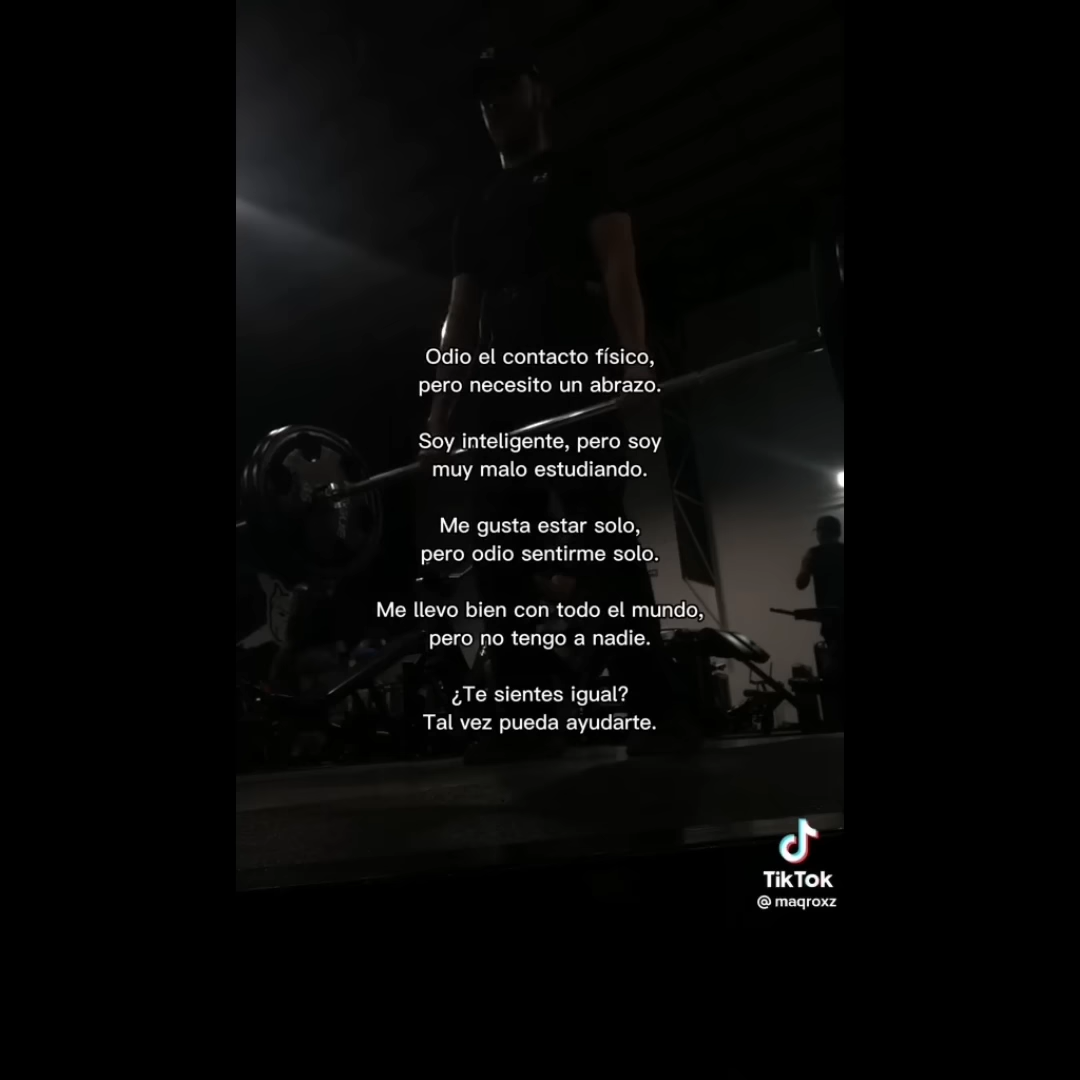 Odio el contacto físico,
pero necesito un abrazo.
Soy inteligente, pero soy
muy malo estudiando.
Me gusta estar solo,
pero odio sentirme solo.
Me llevo bien con todo el mundo,
pero no tengo a nadie.
¿Te sientes igual?
Tal vez pueda ayudarte.
TikTok
@ maqroxz